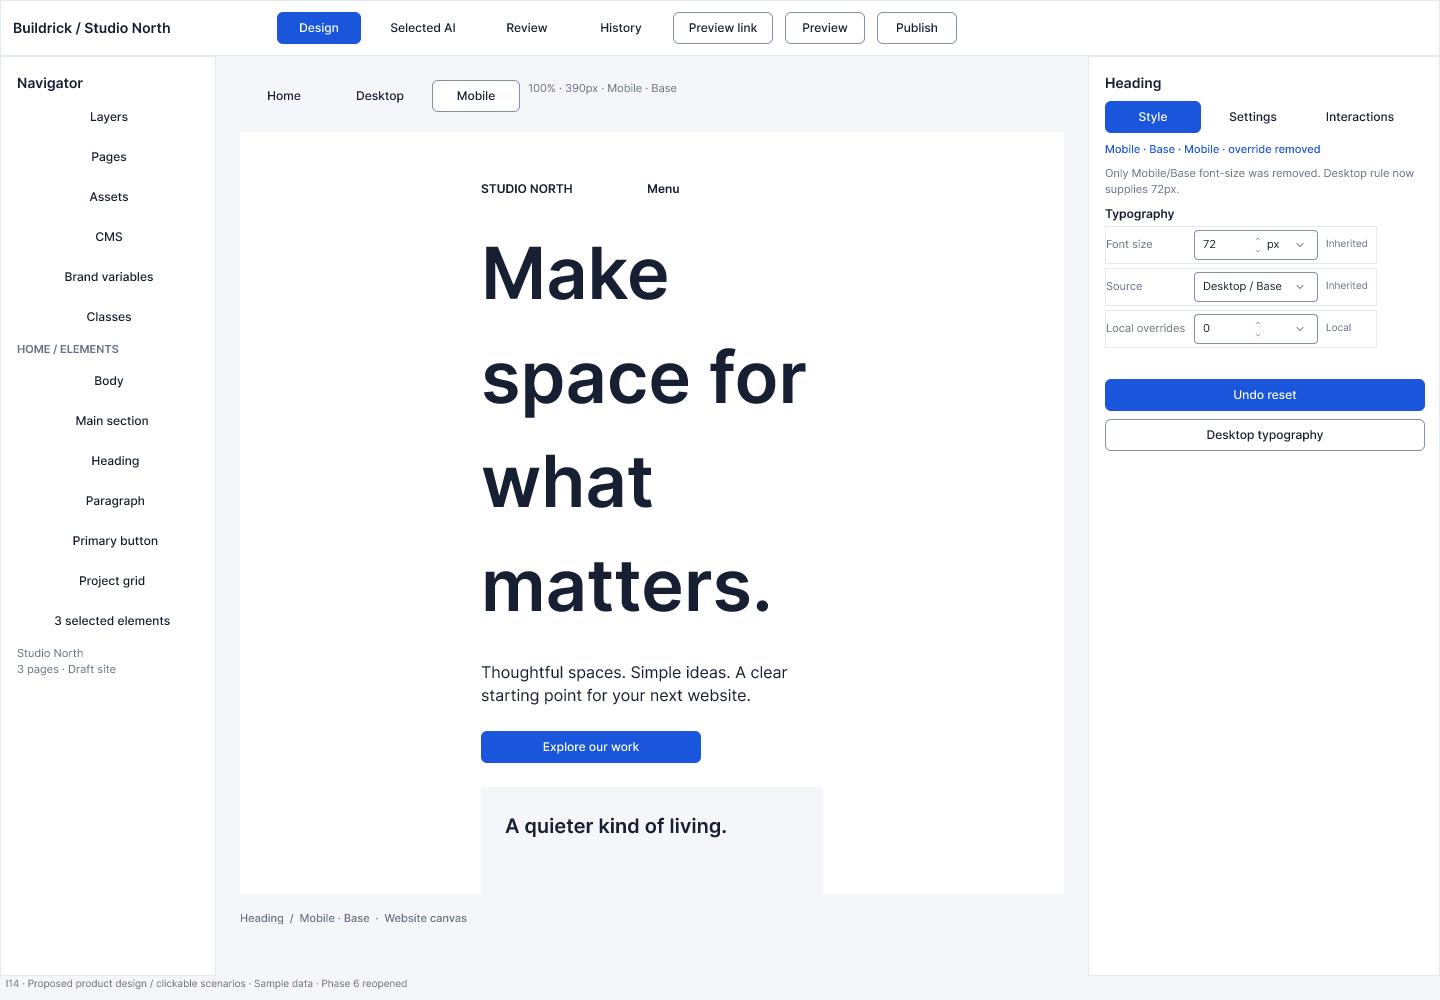 Buildrick / Studio North
Design
Selected AI
Review
History
Preview link
Preview
Publish
Navigator
Layers
Pages
Assets
CMS
Brand variables
Classes
HOME / ELEMENTS
Body
Main section
Heading
Paragraph
Primary button
Project grid
3 selected elements
Studio North
3 pages · Draft site
Home
Desktop
Mobile
100% · 390px · Mobile · Base
STUDIO NORTH
Menu
Make
space for
what
matters.
Thoughtful spaces. Simple ideas. A clear
starting point for your next website.
Explore our work
A quieter kind of living.
Heading / Mobile · Base · Website canvas
Heading
Style
Settings
Interactions
Mobile · Base · Mobile · override removed
Only Mobile/Base font-size was removed. Desktop rule now
supplies 72px.
Typography
Font size
72
px
Inherited
Source
Desktop / Base
Inherited
Local overrides
0
Local
Undo reset
Desktop typography
I14 · Proposed product design / clickable scenarios · Sample data · Phase 6 reopened